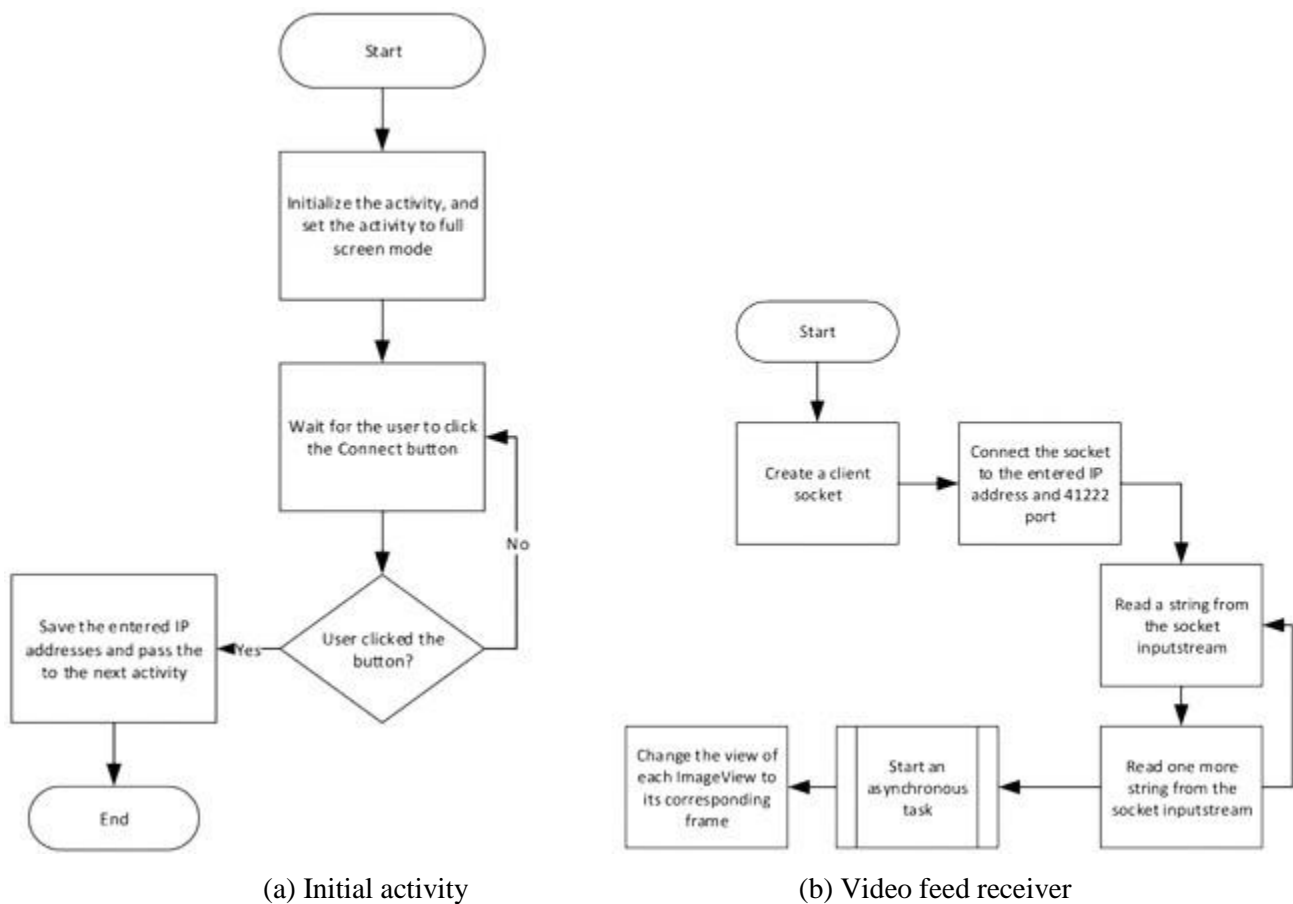 Start
Initialize the activity, and
set the activity to full
screen mode
Wait for the user to click
the Connect button
No
User clicked the
button?
Yes
Save the entered IP
addresses and pass the
to the next activity
End
(a) Initial activity
Start
Create a client
socket
Connect the socket
to the entered IP
address and 41222
port
Read a string from
the socket
inputstream
Read one more
string from the
socket inputstream
Start an
asynchronous
task
Change the view of
each ImageView to
its corresponding
frame
(b) Video feed receiver